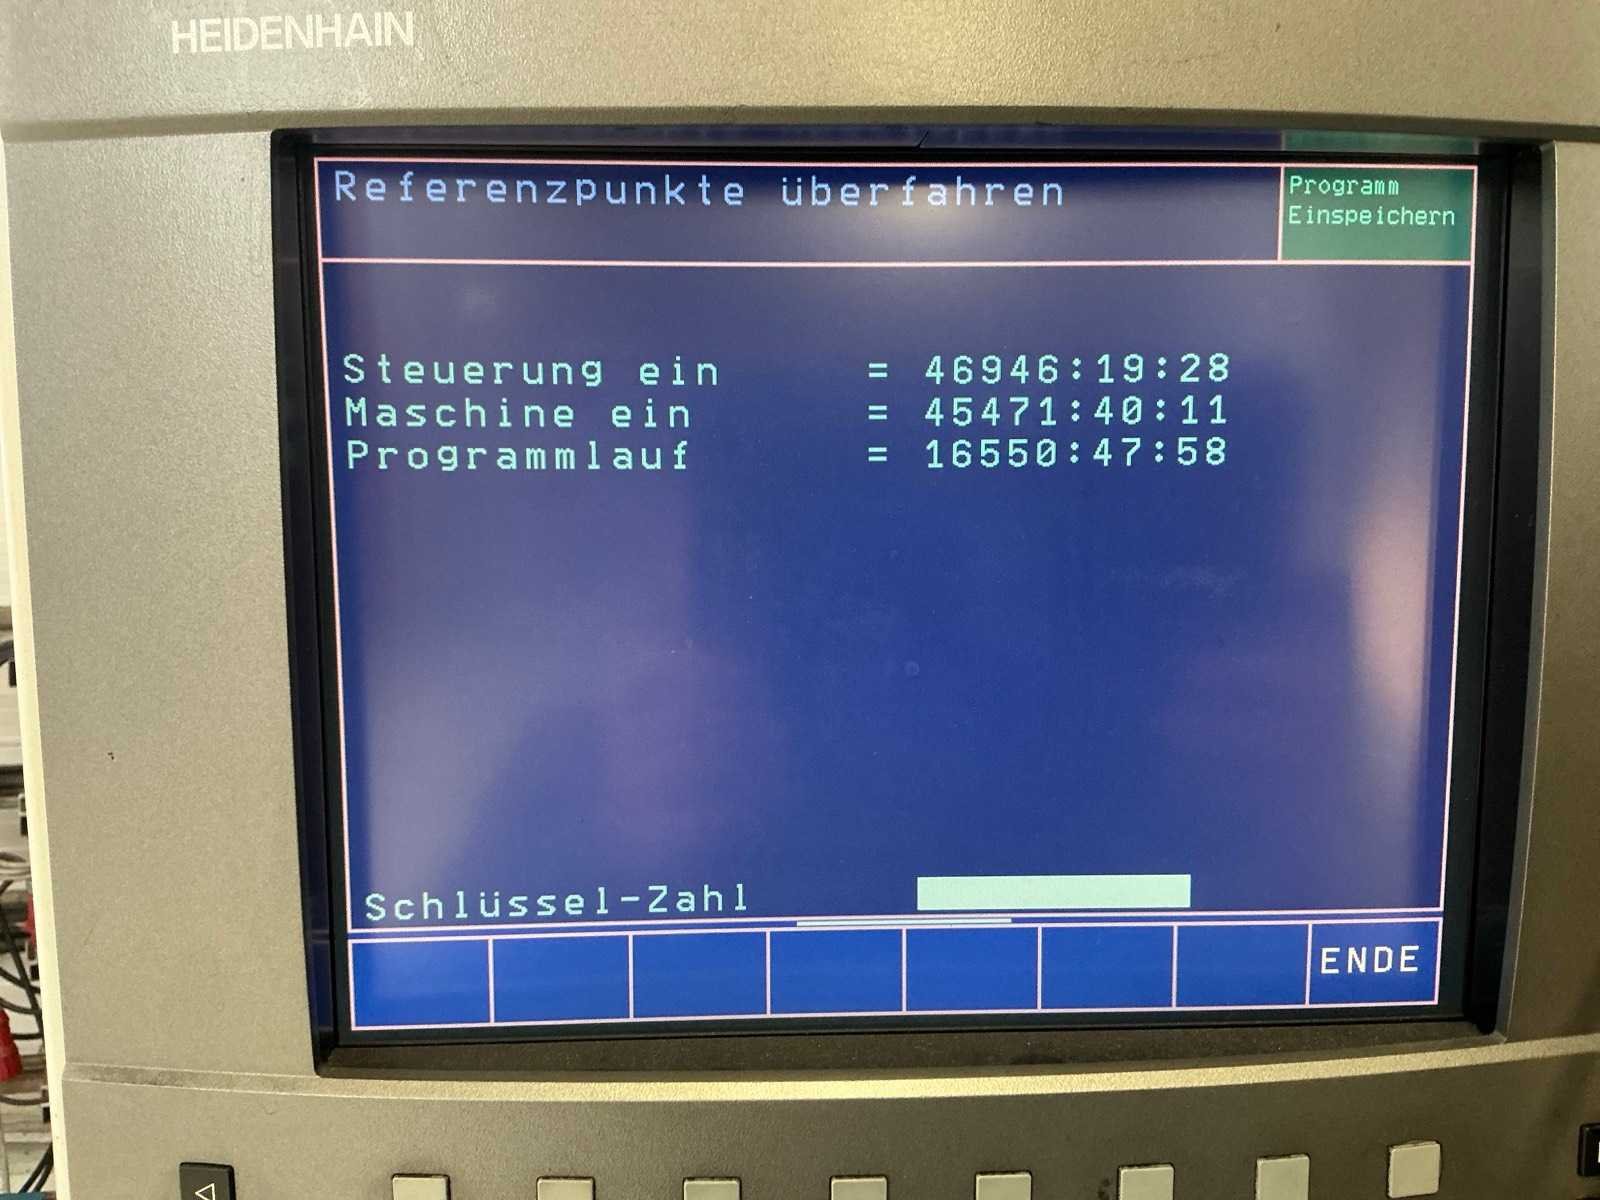 HEIDENHAIN
Referenzpunkte überfahren
Programm
Einspeichern
Steuerung ein = 46946:19:28
Maschine ein = 45471:40:11
Programmlauf = 16550:47:58
Schlüssel-Zahl
ENDE